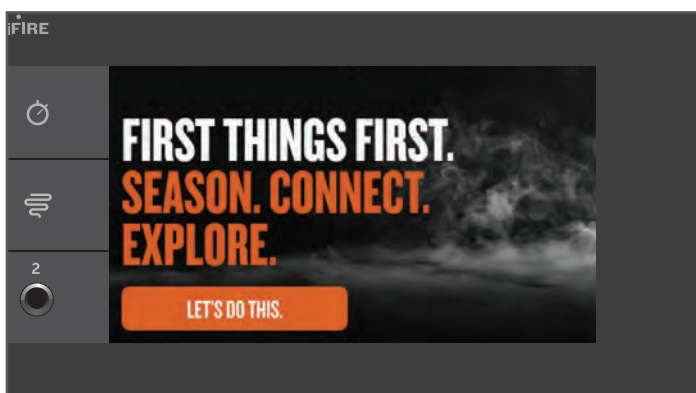 iFIRE
FIRST THINGS FIRST.
SEASON. CONNECT.
EXPLORE.
2
LET'S DO THIS.